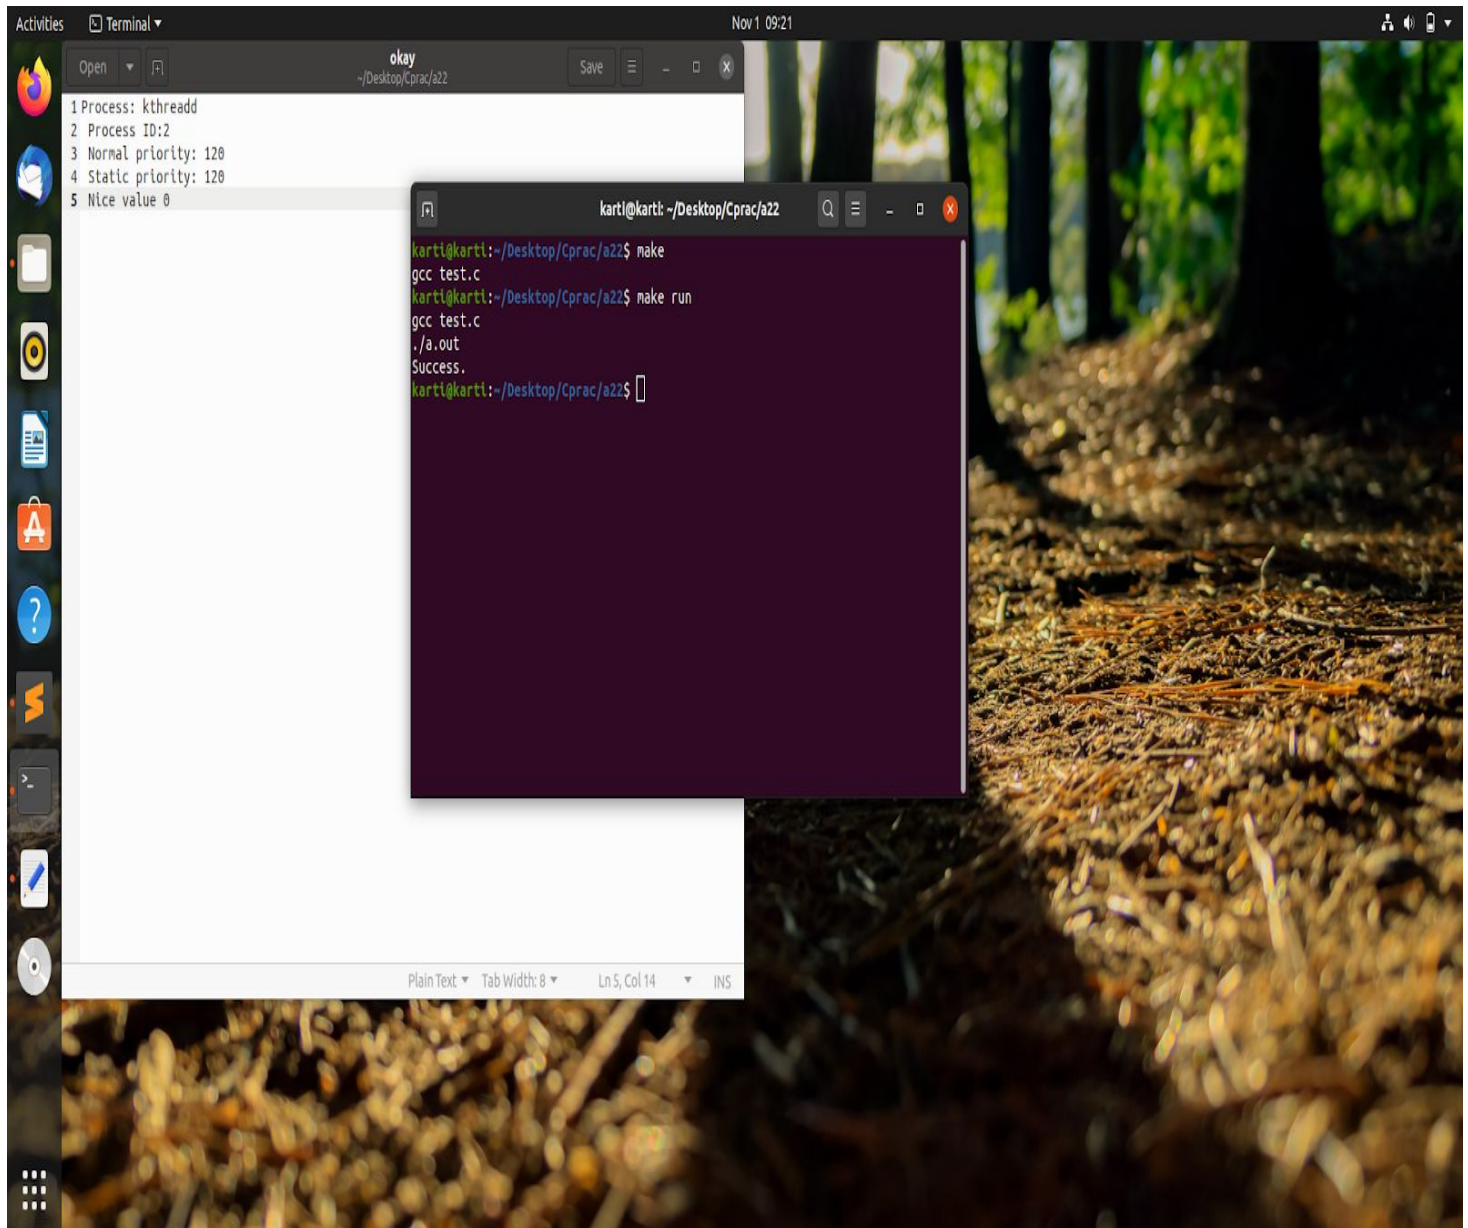 Activities Terminal Nov 1 09:21
Open okay Save
~/Desktop/Cprac/a22
1 Process: kthreadd
2 Process ID:2
3 Normal priority: 120
4 Static priority: 120
5 Nice value 0
karti@karti: ~/Desktop/Cprac/a22
karti@karti:~/Desktop/Cprac/a22$ make
gcc test.c
karti@karti:~/Desktop/Cprac/a22$ make run
gcc test.c
./a.out
Success.
karti@karti:~/Desktop/Cprac/a22$
Plain Text Tab Width: 8 Ln 5, Col 14 INS